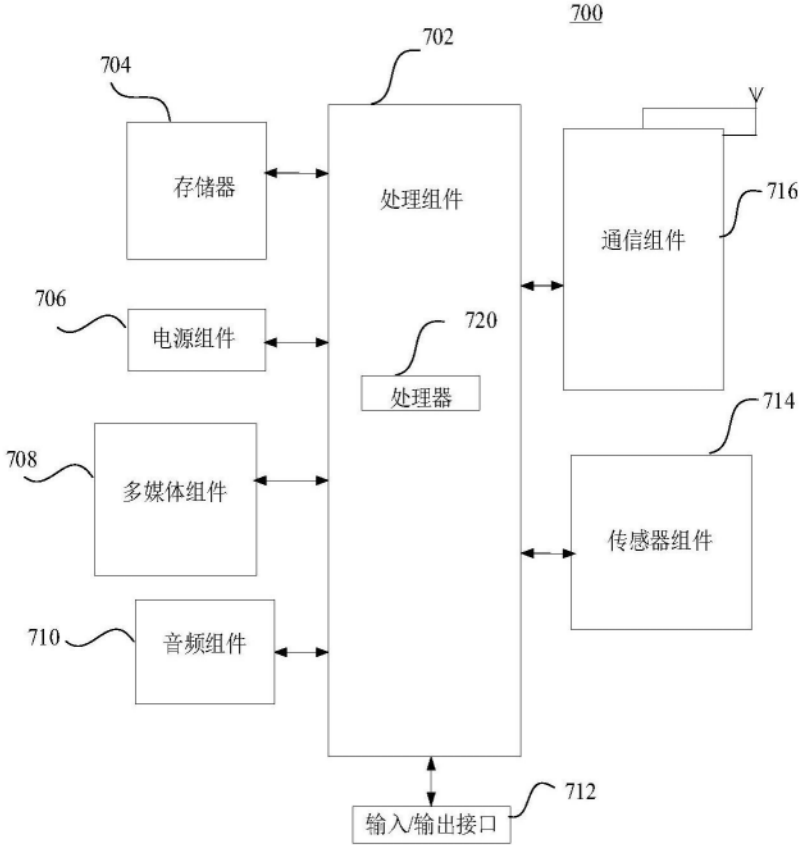 700
702
704
存储器
处理组件
716
通信组件
706
电源组件
720
处理器
714
708
多媒体组件
传感器组件
710
音频组件
712
输入/输出接口